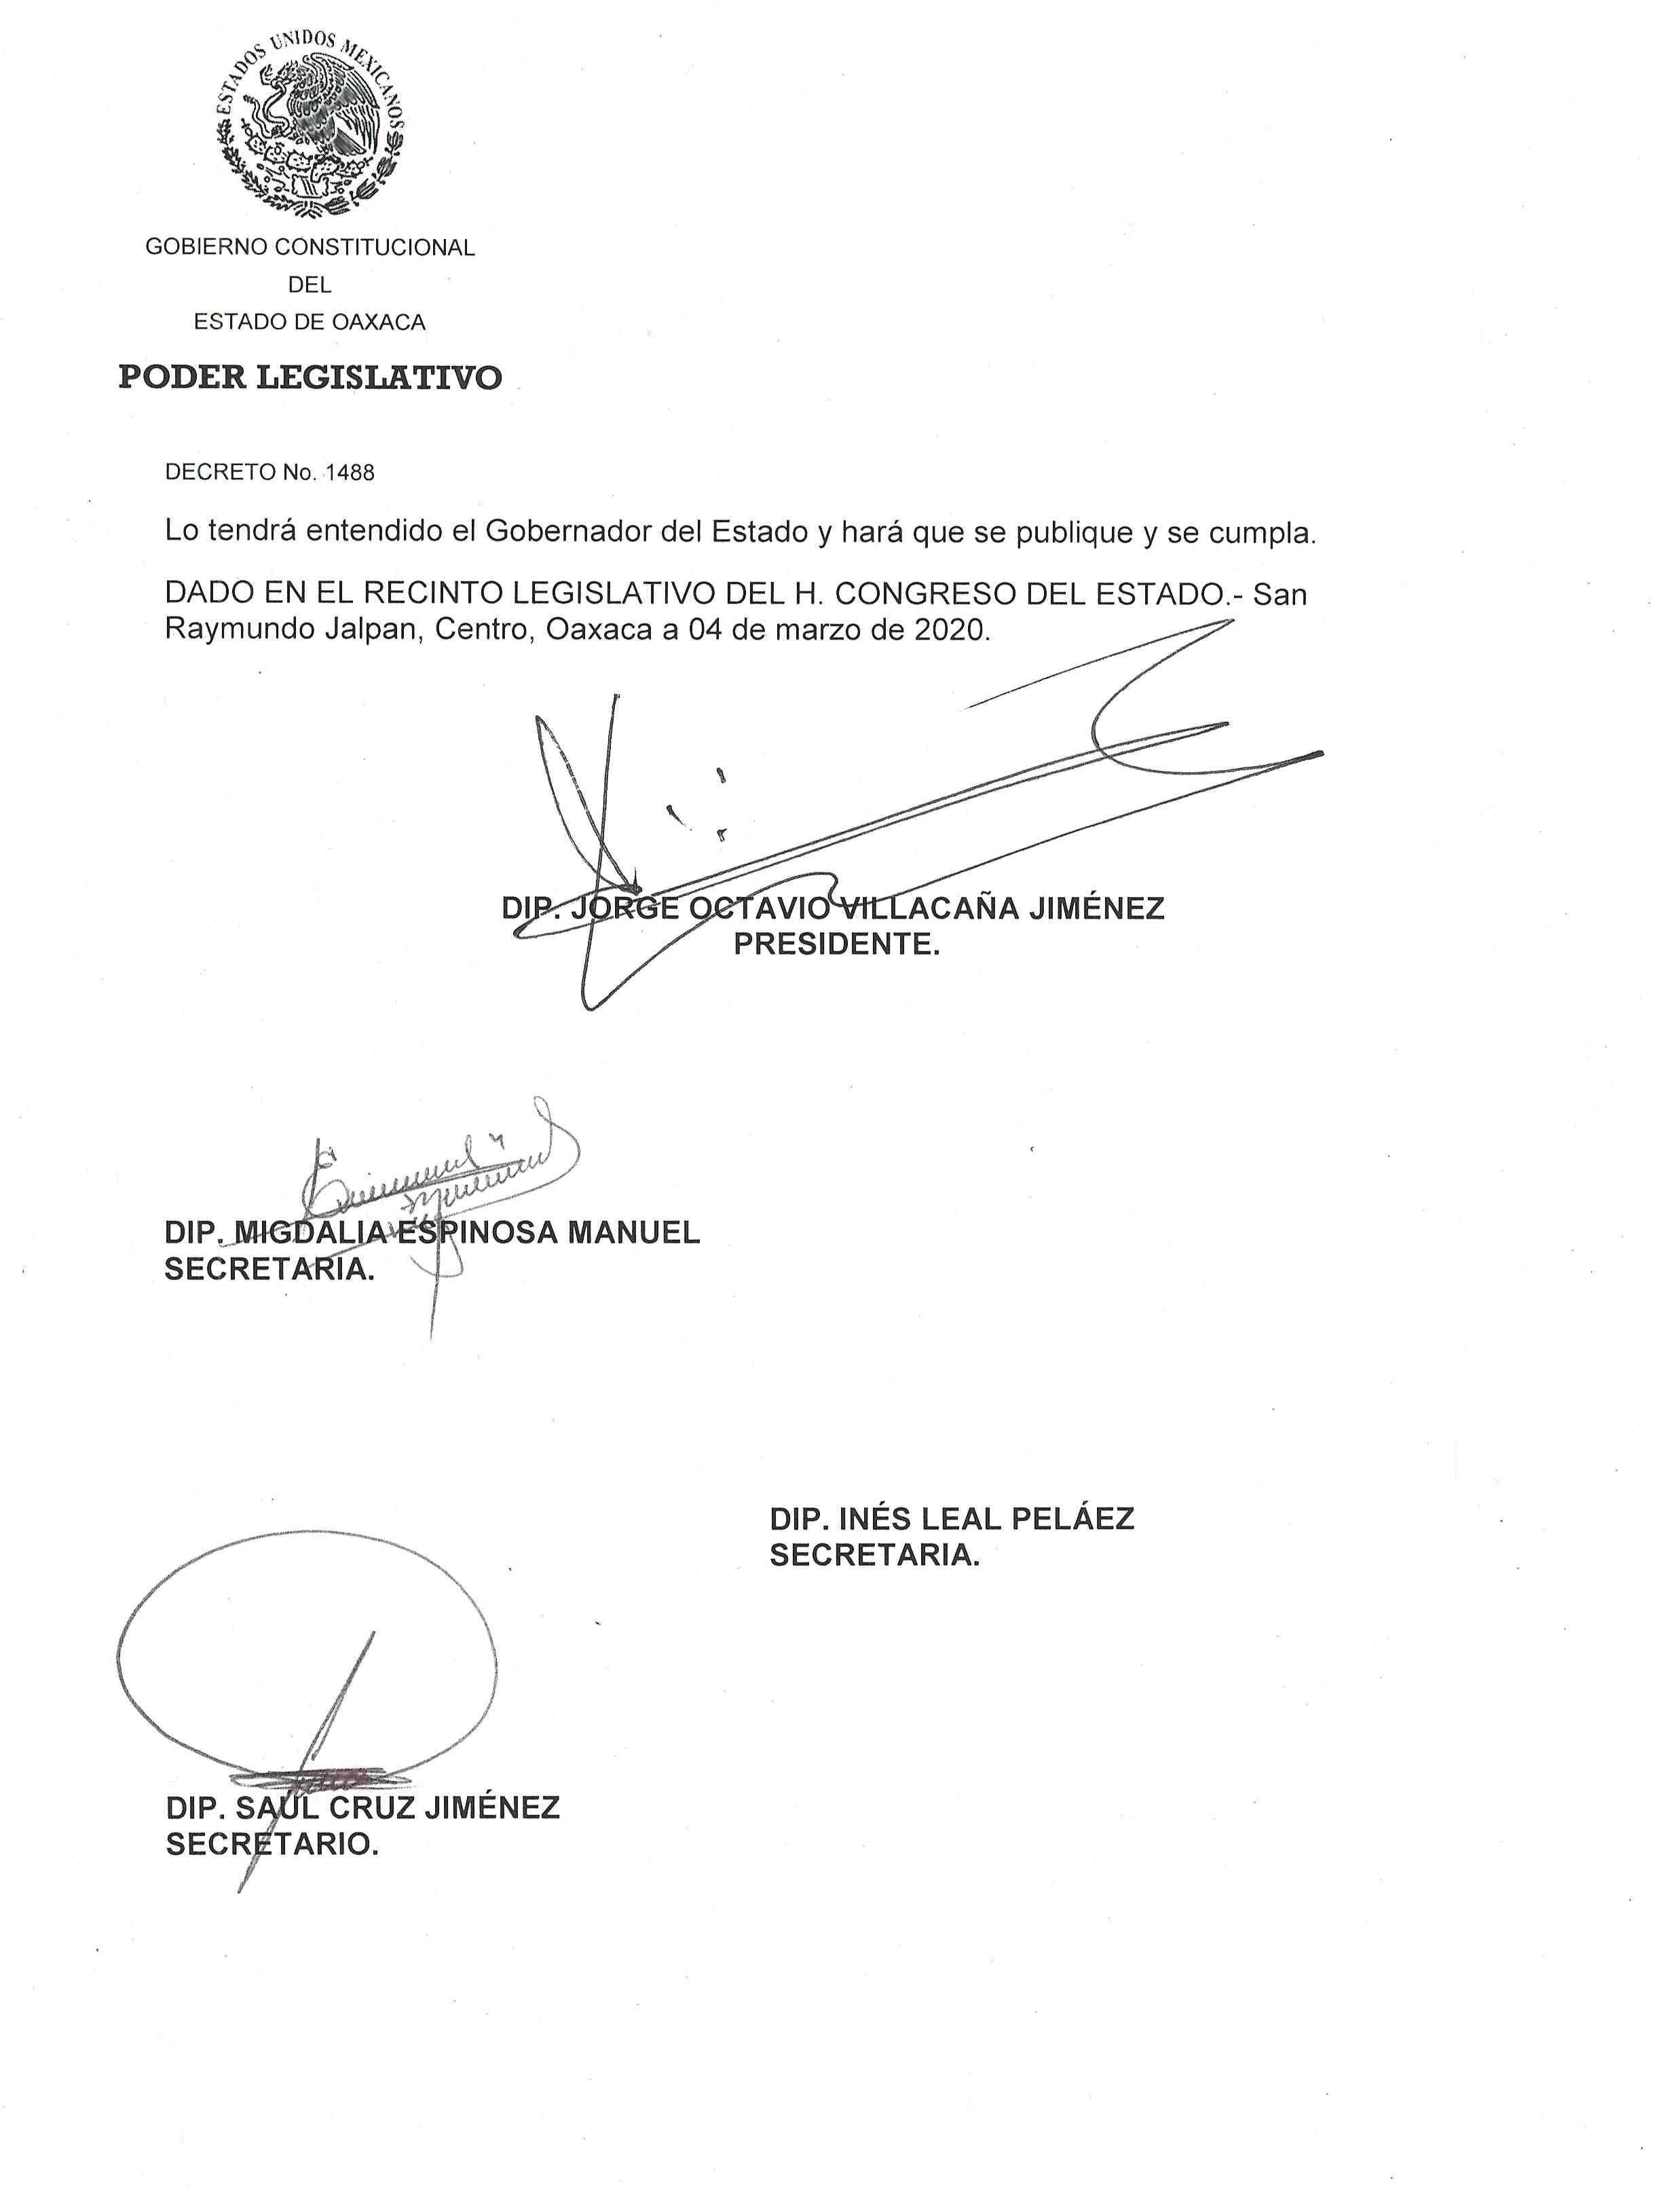 ESTADOS UNIDOS MEXICANOS
GOBIERNO CONSTITUCIONAL
DEL
ESTADO DE OAXACA
PODER LEGISLATIVO
DECRETO No. 1488
Lo tendrá entendido el Gobernador del Estado y hará que se publique y se cumpla.
DADO EN EL RECINTO LEGISLATIVO DEL H. CONGRESO DEL ESTADO.- San
Raymundo Jalpan, Centro, Oaxaca a 04 de marzo de 2020.
DIP. JORGE OCTAVIO VILLACAÑA JIMÉNEZ
PRESIDENTE.
DIP. MIGDALIA ESPINOSA MANUEL
SECRETARIA.
DIP. INÉS LEAL PELÁEZ
SECRETARIA.
DIP. SAÚL CRUZ JIMÉNEZ
SECRETARIO.